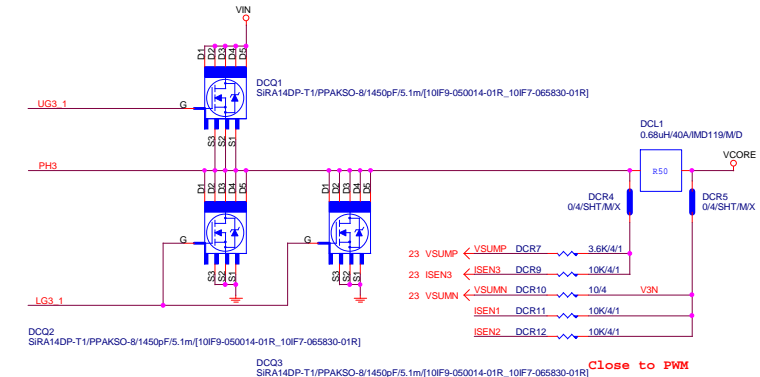 VIN
D1 D2 D3 D4 D5
DCQ1
SiRA14DP-T1/PPAKSO-8/1450pF/5.1m/[10IF9-050014-01R_10IF7-065830-01R]
UG3_1
G
S3 S2 S1
DCL1
0.68uH/40A/IMD119/M/D
VCORE
PH3
R50
D1 D2 D3 D4 D5
D1 D2 D3 D4 D5
DCR4
0/4/SHT/M/X
DCR5
0/4/SHT/M/X
G
G
23 VSUMP VSUMP DCR7 3.6K/4/1
S3 S2 S1
S3 S2 S1
23 ISEN3 ISEN3 DCR9 10K/4/1
23 VSUMN VSUMN DCR10 10/4 V3N
LG3_1
ISEN1 DCR11 10K/4/1
ISEN2 DCR12 10K/4/1
DCQ2
SiRA14DP-T1/PPAKSO-8/1450pF/5.1m/[10IF9-050014-01R_10IF7-065830-01R]
DCQ3
SiRA14DP-T1/PPAKSO-8/1450pF/5.1m/[10IF9-050014-01R_10IF7-065830-01R]
Close to PWM